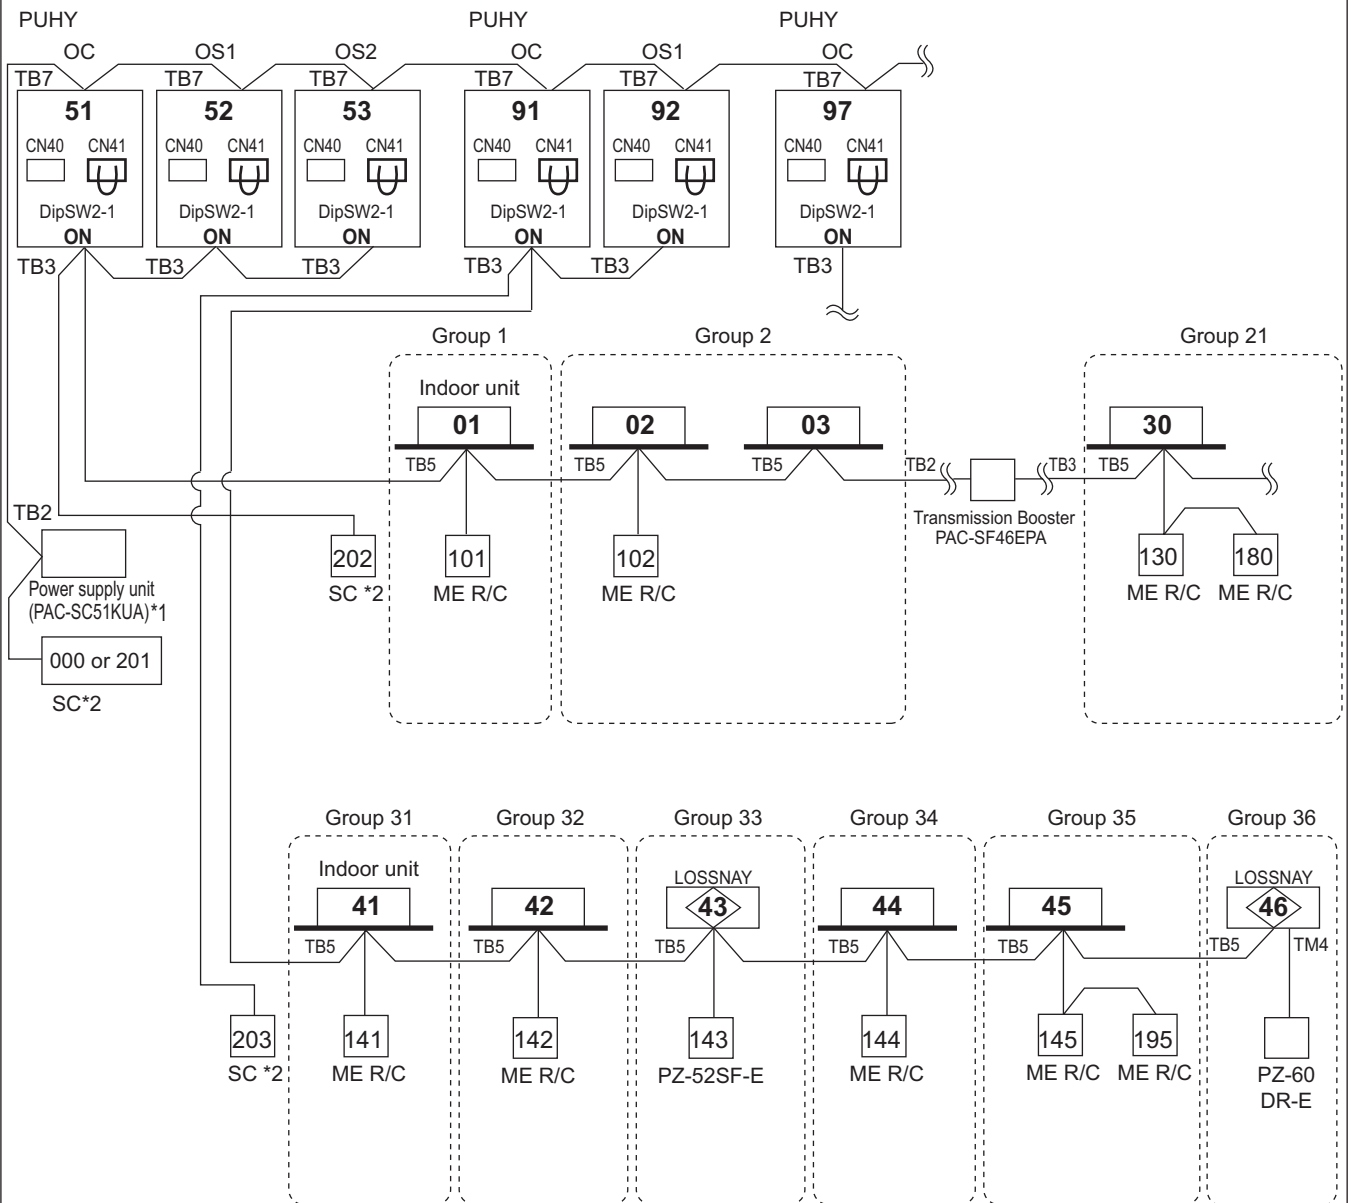 PUHY PUHY PUHY
OC OS1 OS2 OC OS1 OC
TB7 TB7 TB7 TB7 TB7 TB7
51 52 53 91 92 97
CN40 CN41 CN40 CN41 CN40 CN41 CN40 CN41 CN40 CN41 CN40 CN41
DipSW2-1 DipSW2-1 DipSW2-1 DipSW2-1 DipSW2-1 DipSW2-1
ON ON ON ON ON ON
TB3 TB3 TB3 TB3 TB3 TB3
Group 1 Group 2 Group 21
Indoor unit
01 02 03 30
TB5 TB5 TB5 TB2 TB3 TB5
Transmission Booster
PAC-SF46EPA
TB2
202 101 102 130 180
SC *2 ME R/C ME R/C ME R/C ME R/C
Power supply unit
(PAC-SC51KUA)*1
000 or 201
SC*2
Group 31 Group 32 Group 33 Group 34 Group 35 Group 36
Indoor unit LOSSNAY LOSSNAY
41 42 43 44 45 46
TB5 TB5 TB5 TB5 TB5 TB5 TM4
203 141 142 143 144 145 195
SC *2 ME R/C ME R/C PZ-52SF-E ME R/C ME R/C ME R/C PZ-60
DR-E